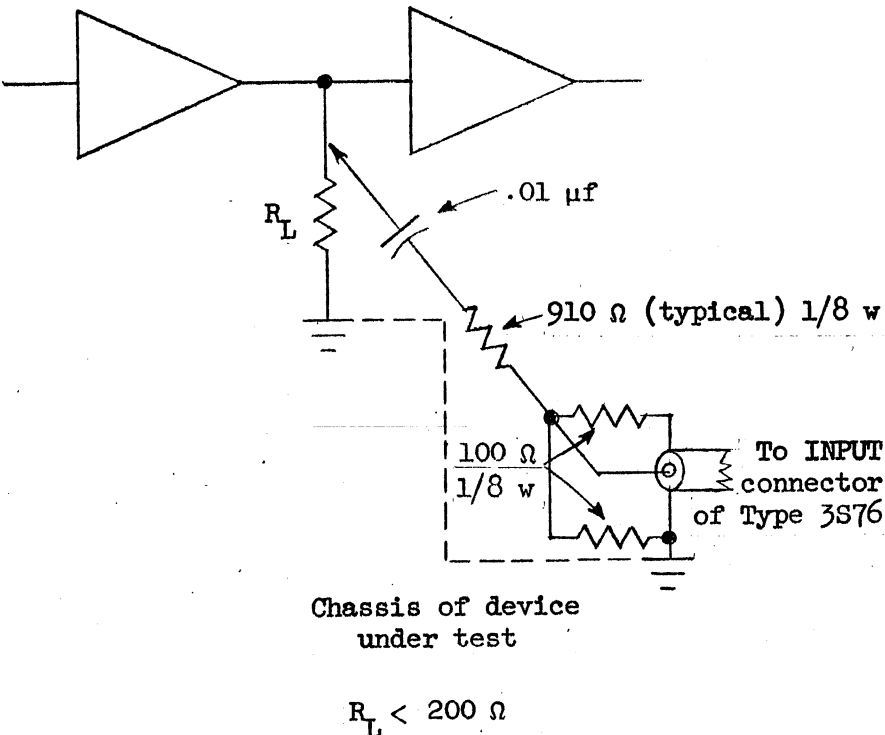 .01 µf
R_L
910 Ω (typical) 1/8 w
100 Ω
1/8 w
To INPUT
connector
of Type 3S76
Chassis of device
under test
R_L < 200 Ω